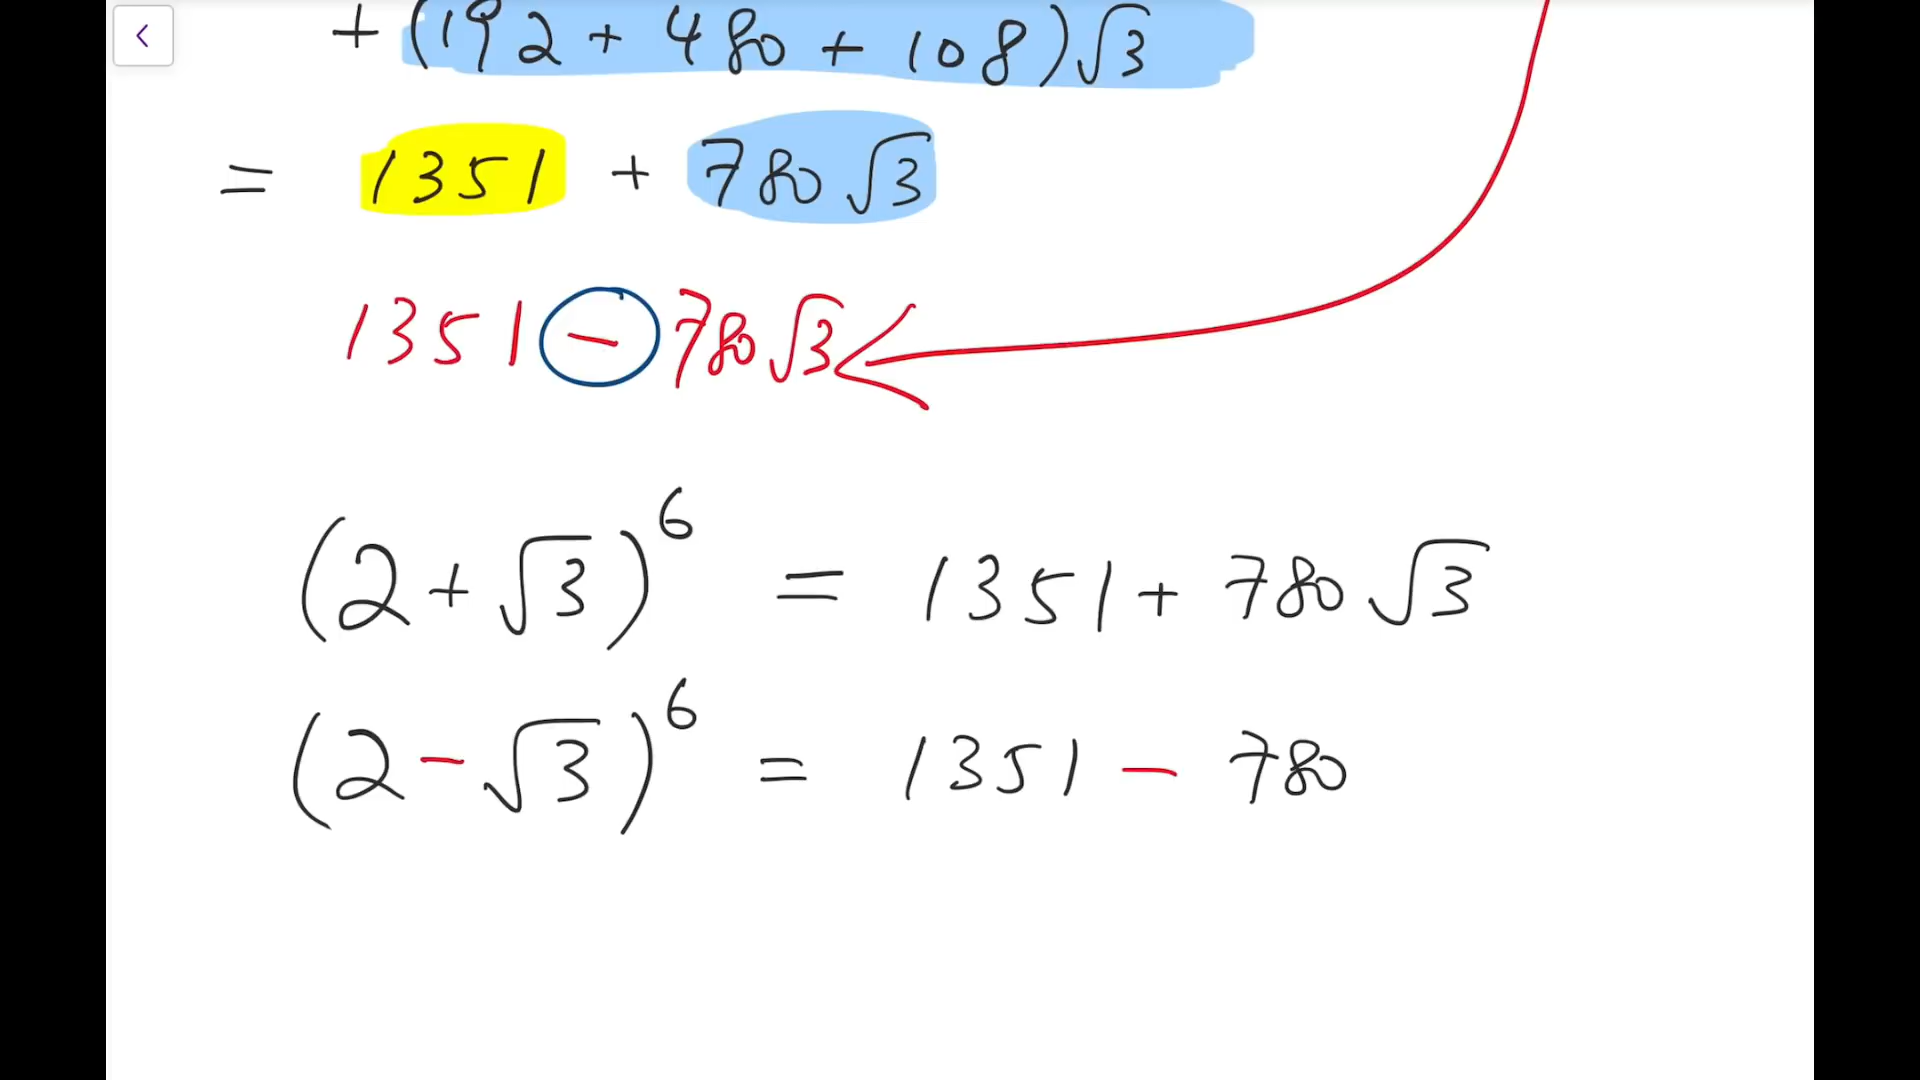 + (192 + 480 + 108)√3
= 1351 + 780√3
1351 - 780√3
(2+√3)⁶ = 1351 + 780√3
(2-√3)⁶ = 1351 - 780